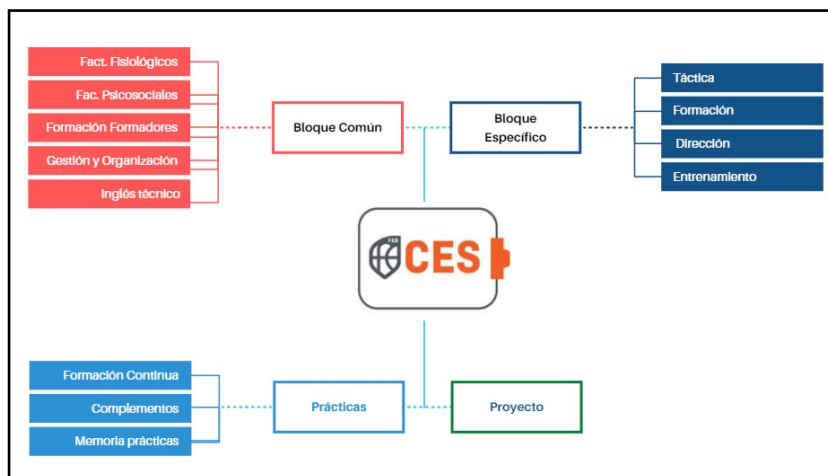 Fact. Fisiológicos
Fac. Psicosociales
Formación Formadores
Gestión y Organización
Inglés técnico
Bloque Común
Bloque
Específico
Táctica
Formación
Dirección
Entrenamiento
FEB
CES
Formación Continua
Complementos
Memoria prácticas
Prácticas
Proyecto